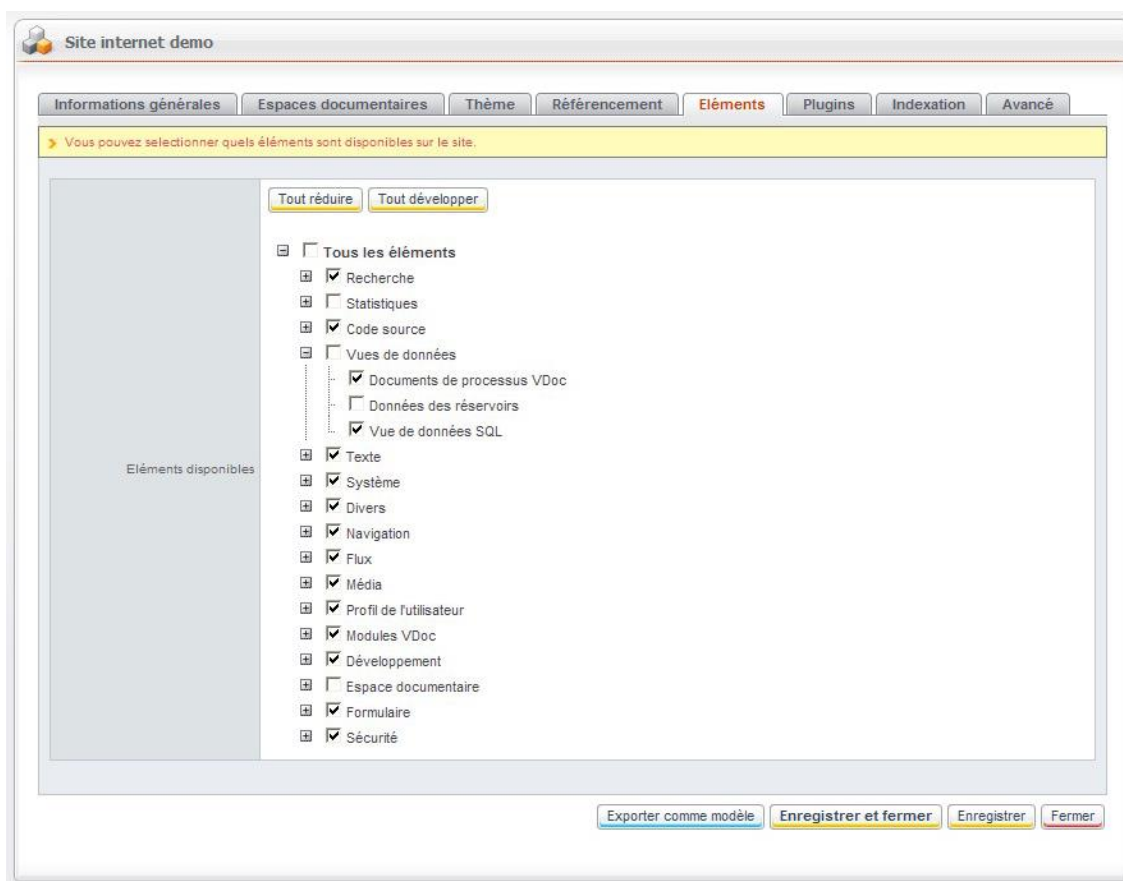 Site internet demo
Informations générales Espaces documentaires Thème Référencement Eléments Plugins Indexation Avancé
Vous pouvez selectionner quels éléments sont disponibles sur le site.
Tout réduire Tout développer
Tous les éléments
Recherche
Statistiques
Code source
Vues de données
Documents de processus VDoc
Données des réservoirs
Vue de données SQL
Texte
Eléments disponibles
Système
Divers
Navigation
Flux
Média
Profil de l'utilisateur
Modules VDoc
Développement
Espace documentaire
Formulaire
Sécurité
Exporter comme modèle Enregistrer et fermer Enregistrer Fermer